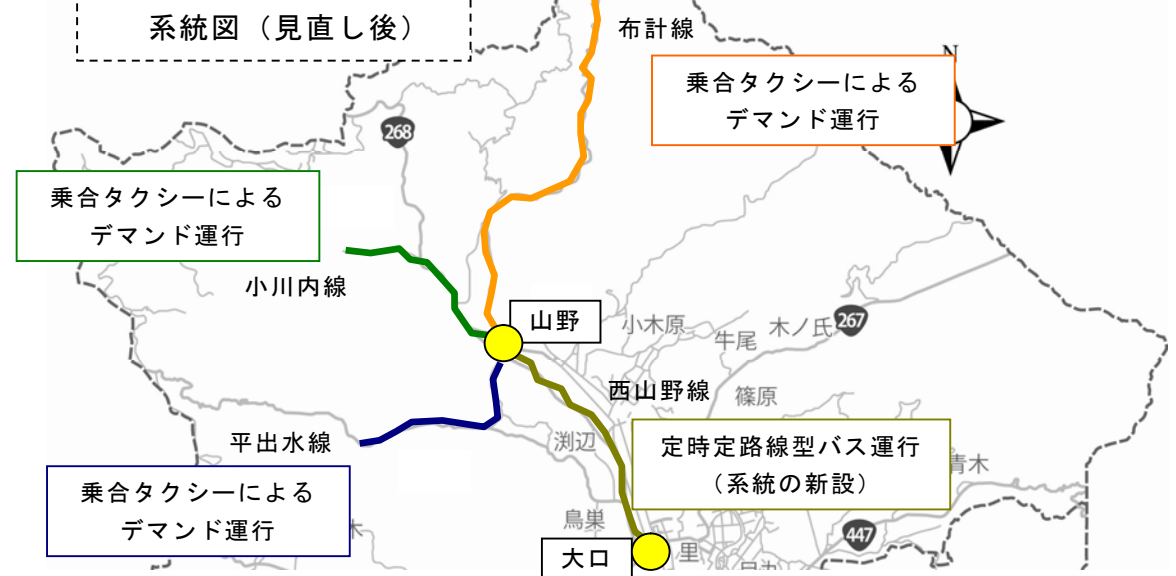 系統図（見直し後）
布計線
乗合タクシーによる
デマンド運行
N
268
乗合タクシーによる
デマンド運行
小川内線
山野
小木原
木ノ氏
267
牛尾
西山野線
篠原
平出水線
渕辺
定時定路線型バス運行
（系統の新設）
青木
乗合タクシーによる
デマンド運行
木
鳥巣
447
大口
里